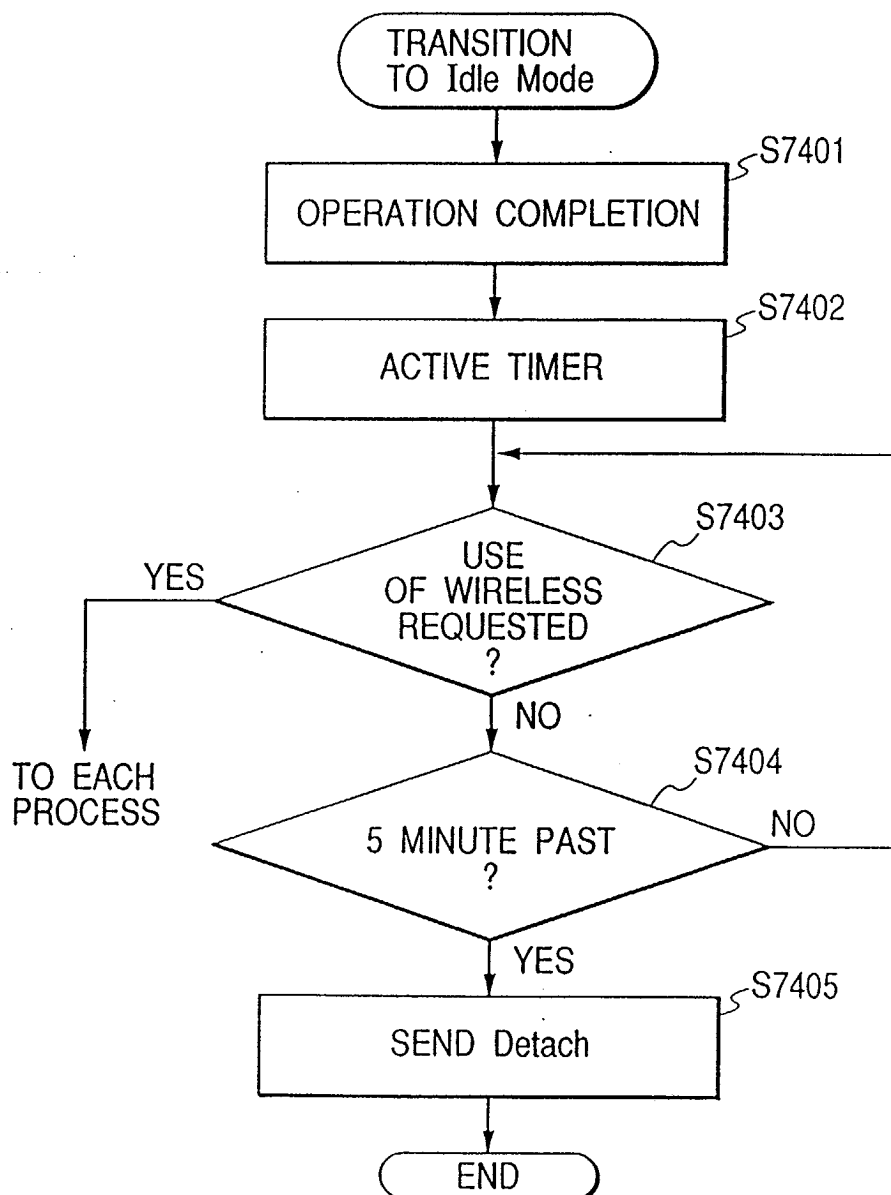 TRANSITION
TO Idle Mode
S7401
OPERATION COMPLETION
S7402
ACTIVE TIMER
S7403
USE
OF WIRELESS
REQUESTED
?
YES
NO
TO EACH
PROCESS
S7404
5 MINUTE PAST
?
NO
YES
S7405
SEND Detach
END